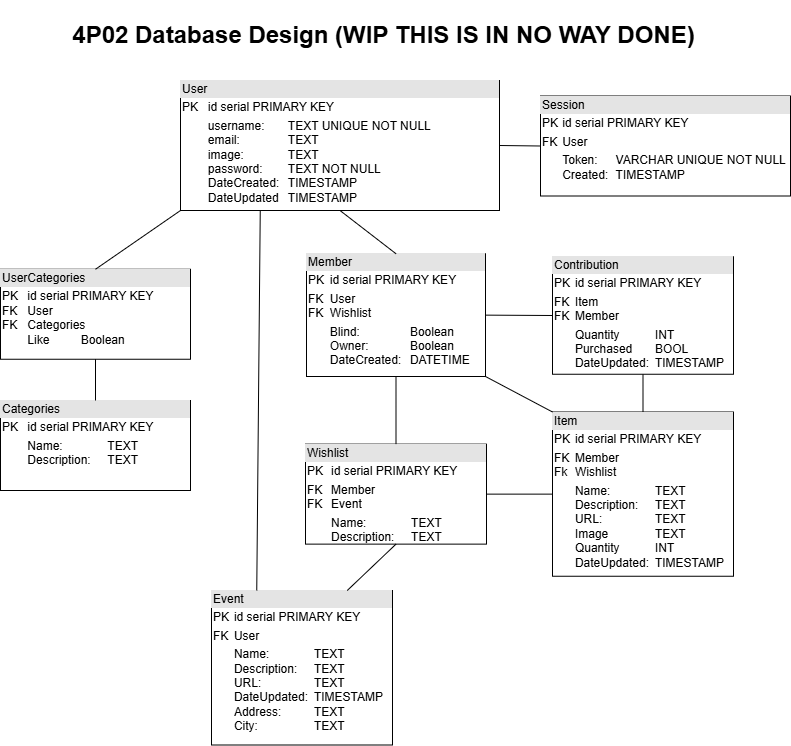 4P02 Database Design (WIP THIS IS IN NO WAY DONE)
User
PK id serial PRIMARY KEY
username: TEXT UNIQUE NOT NULL
email: TEXT
image: TEXT
password: TEXT NOT NULL
DateCreated: TIMESTAMP
DateUpdated TIMESTAMP
Session
PK id serial PRIMARY KEY
FK User
Token: VARCHAR UNIQUE NOT NULL
Created: TIMESTAMP
UserCategories
PK id serial PRIMARY KEY
FK User
FK Categories
Like Boolean
Member
PK id serial PRIMARY KEY
FK User
FK Wishlist
Blind: Boolean
Owner: Boolean
DateCreated: DATETIME
Contribution
PK id serial PRIMARY KEY
FK Item
FK Member
Quantity INT
Purchased BOOL
DateUpdated: TIMESTAMP
Categories
PK id serial PRIMARY KEY
Name: TEXT
Description: TEXT
Wishlist
PK id serial PRIMARY KEY
FK Member
FK Event
Name: TEXT
Description: TEXT
Item
PK id serial PRIMARY KEY
FK Member
Fk Wishlist
Name: TEXT
Description: TEXT
URL: TEXT
Image TEXT
Quantity INT
DateUpdated: TIMESTAMP
Event
PK id serial PRIMARY KEY
FK User
Name: TEXT
Description: TEXT
URL: TEXT
DateUpdated: TIMESTAMP
Address: TEXT
City: TEXT